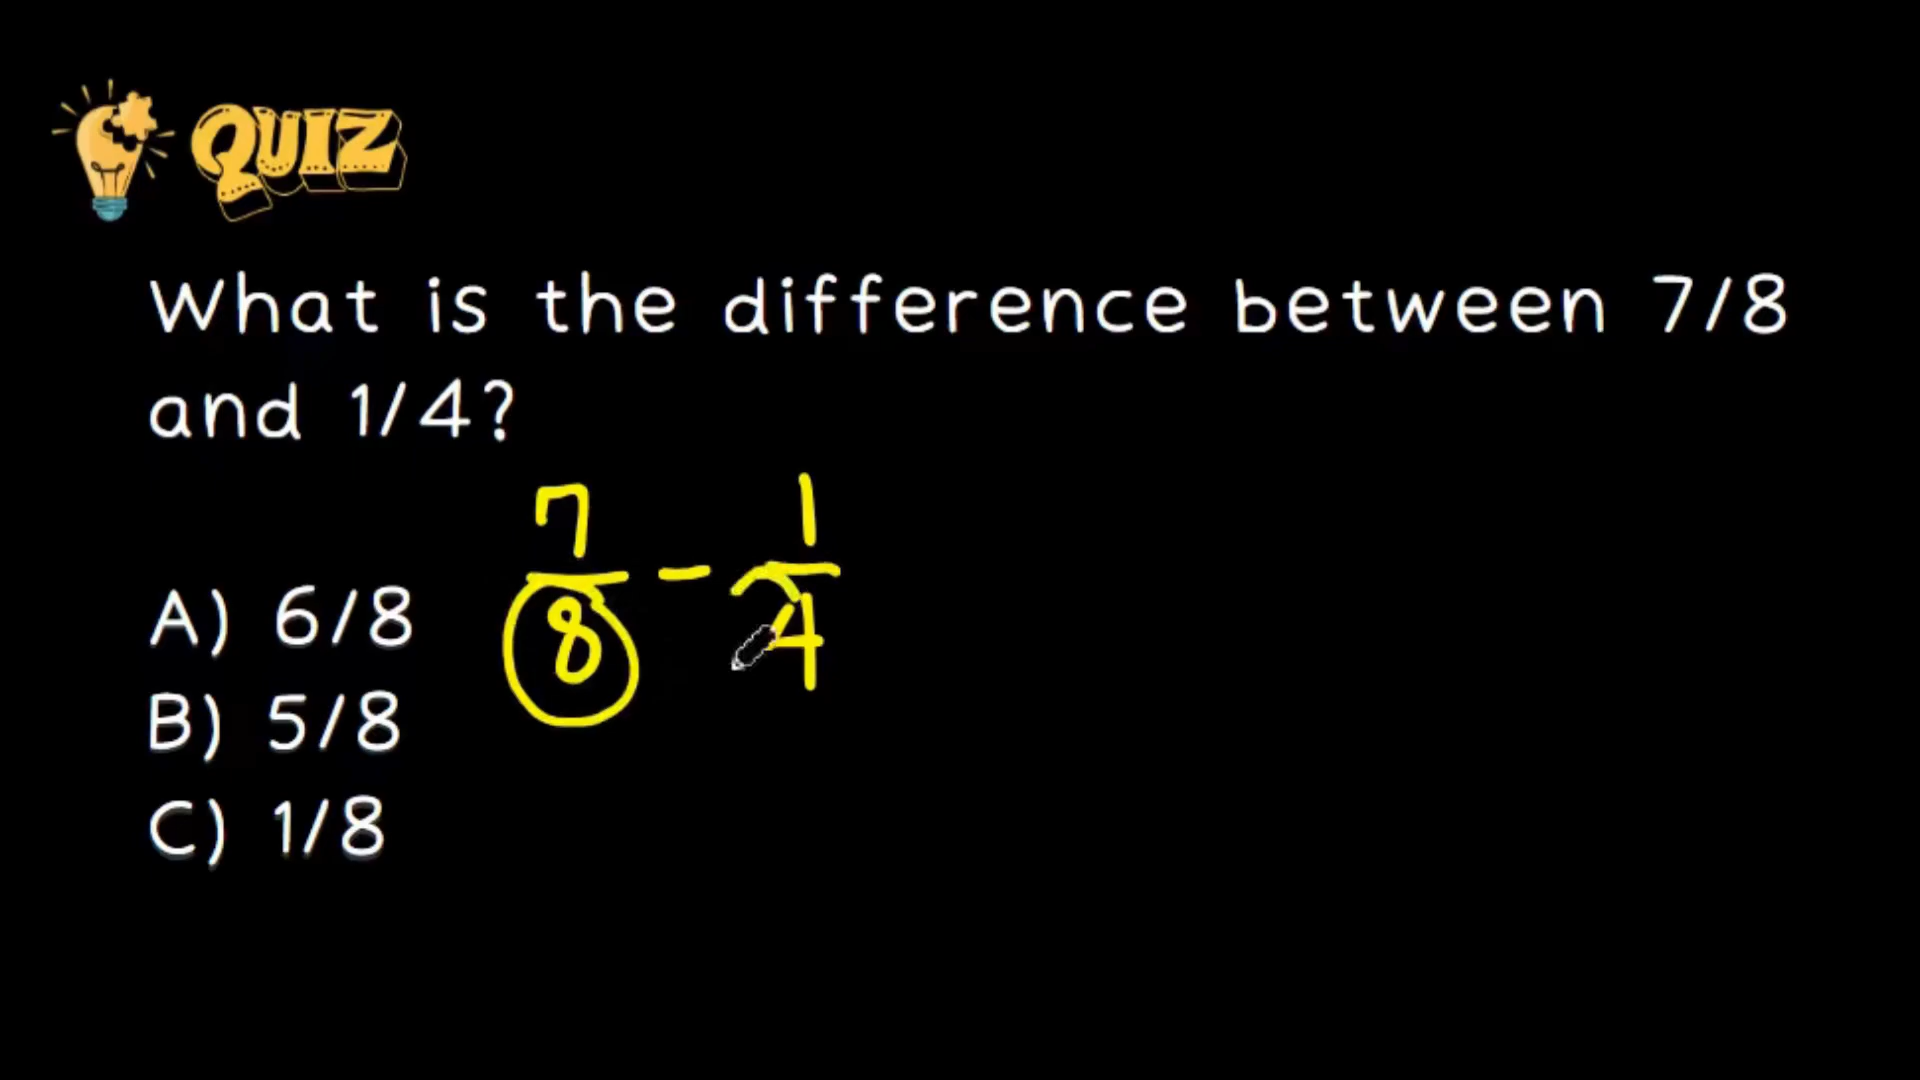 QUIZ
What is the difference between 7/8
and 1/4?
7/8 - 1/4
A) 6/8
B) 5/8
C) 1/8